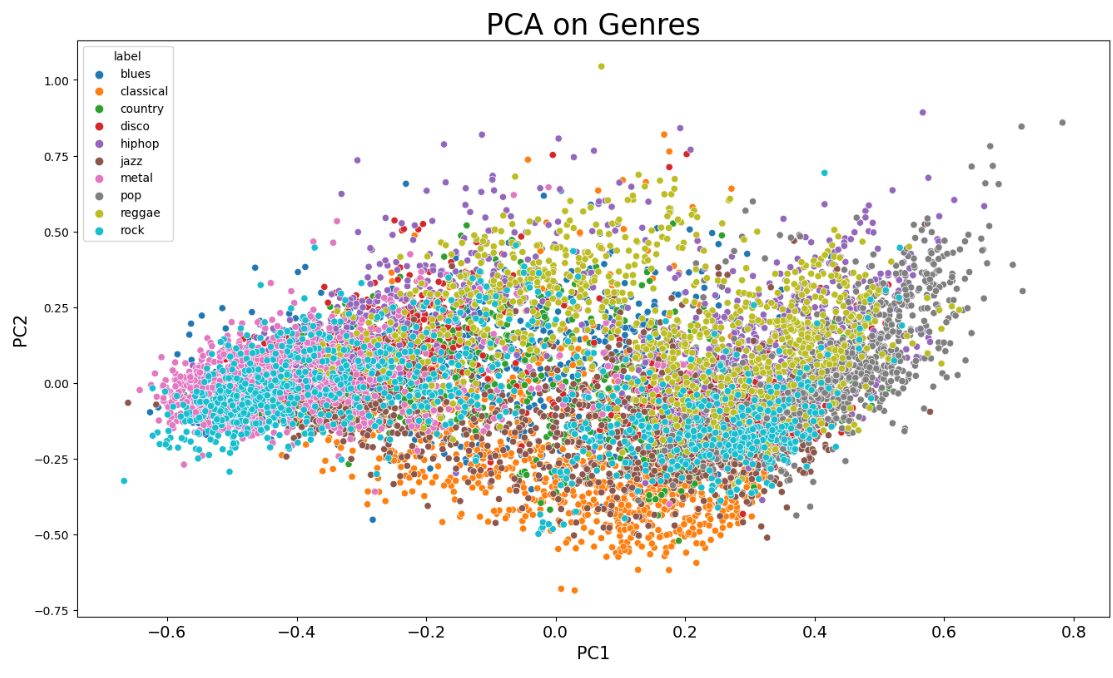 PCA on Genres
label
blues
classical
country
disco
hiphop
jazz
metal
pop
reggae
rock
1.00
0.75
0.50
0.25
0.00
−0.25
−0.50
−0.75
PC2
−0.6 −0.4 −0.2 0.0 0.2 0.4 0.6 0.8
PC1